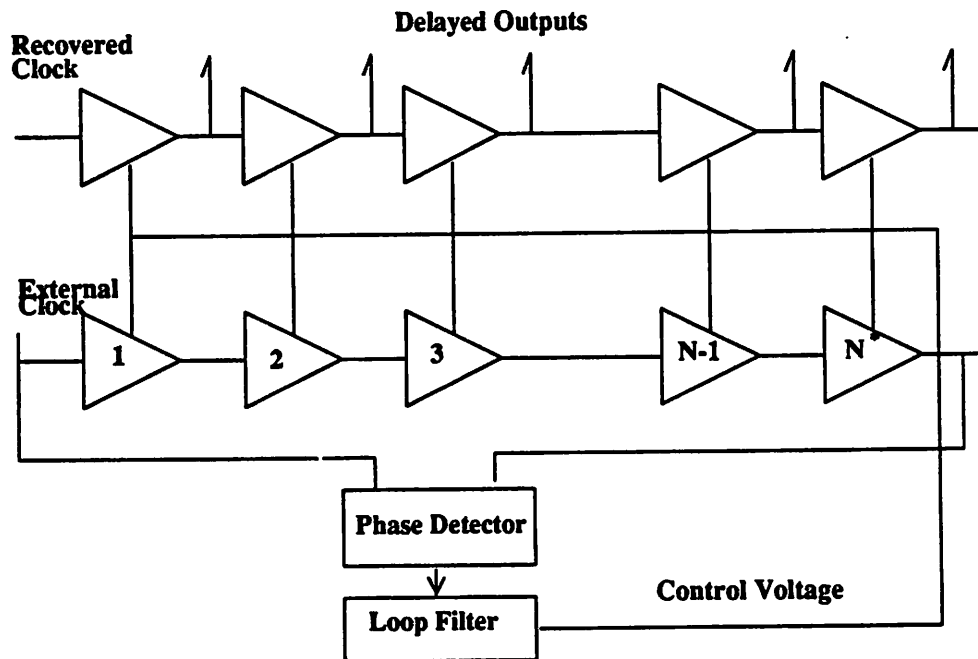 Delayed Outputs
Recovered
Clock
External
Clock
1
2
3
N-1
N*
Phase Detector
Loop Filter
Control Voltage